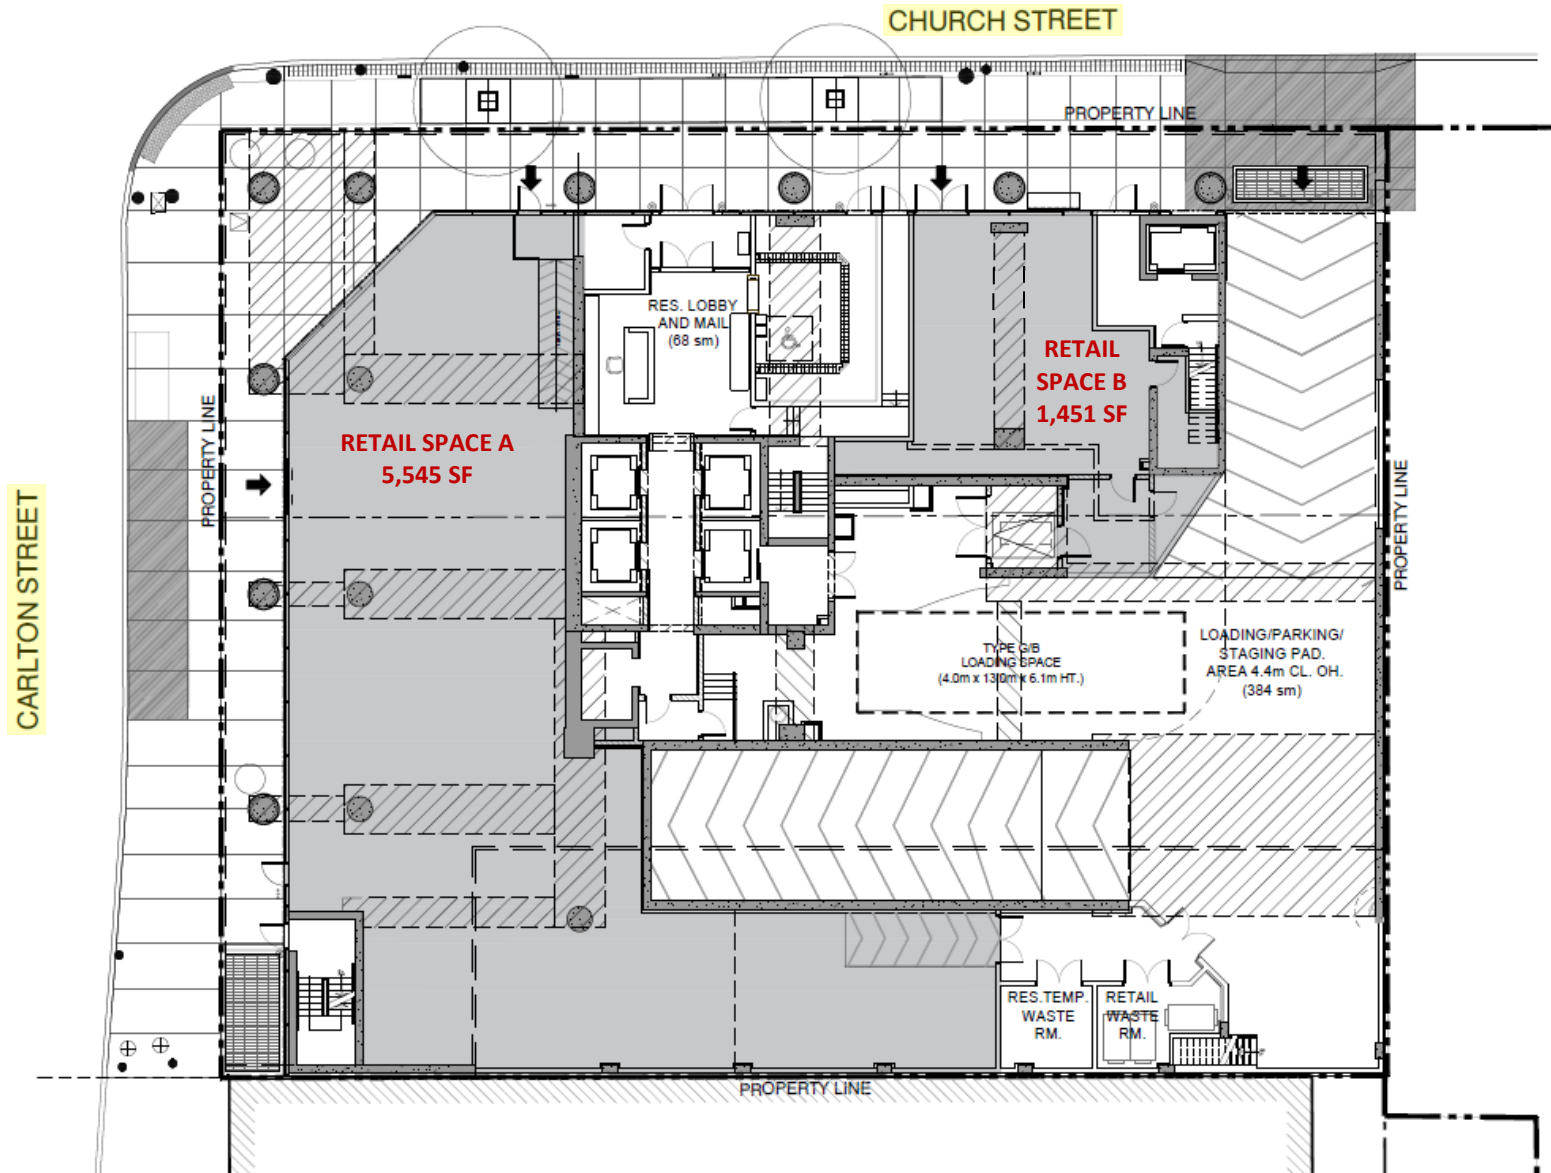 CHURCH STREET
PROPERTY LINE
RES. LOBBY
AND MAIL
(68 sm)
RETAIL
SPACE B
1,451 SF
RETAIL SPACE A
5,545 SF
PROPERTY LINE
PROPERTY LINE
CARLTON STREET
TYPE G/B
LOADING SPACE
(4.0m x 13.0m x 6.1m HT.)
LOADING/PARKING/
STAGING PAD.
AREA 4.4m CL. OH.
(384 sm)
RES.TEMP.
WASTE
RM.
RETAIL
WASTE
RM.
PROPERTY LINE